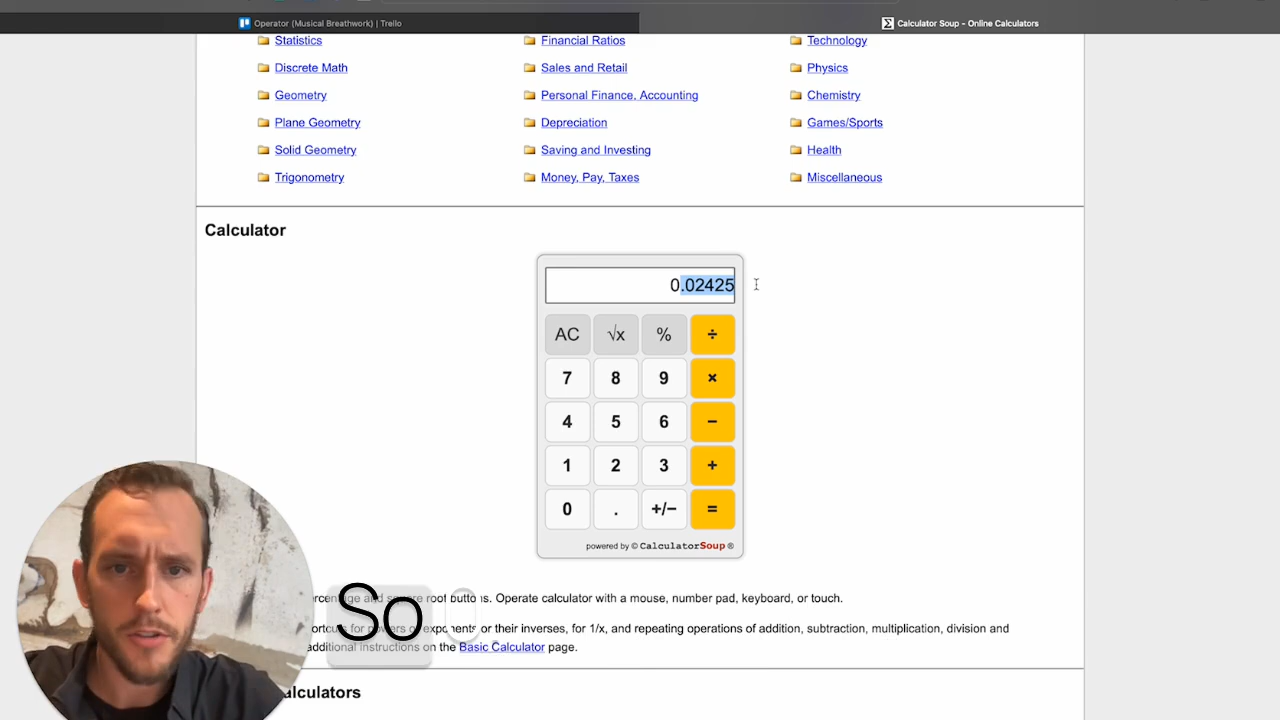 Operator (Musical Breathwork) | Trello
Calculator Soup - Online Calculators
Statistics
Financial Ratios
Technology
Discrete Math
Sales and Retail
Physics
Geometry
Personal Finance, Accounting
Chemistry
Plane Geometry
Depreciation
Games/Sports
Solid Geometry
Saving and Investing
Health
Trigonometry
Money, Pay, Taxes
Miscellaneous
Calculator
0.02425
AC √x % ÷
7 8 9 ×
4 5 6 −
1 2 3 +
0 . +/− =
powered by © CalculatorSoup ®
buttons. Operate calculator with a mouse, number pad, keyboard, or touch.
So
or their inverses, for 1/x, and repeating operations of addition, subtraction, multiplication, division and
additional instructions on the Basic Calculator page.